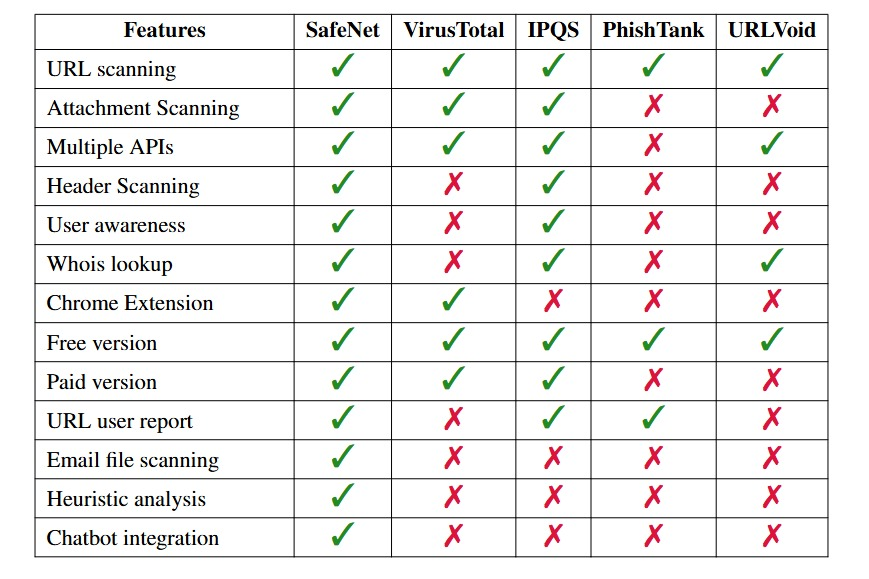 Features SafeNet VirusTotal IPQS PhishTank URLVoid
URL scanning ✓ ✓ ✓ ✓ ✓
Attachment Scanning ✓ ✓ ✓ ✗ ✗
Multiple APIs ✓ ✓ ✓ ✗ ✓
Header Scanning ✓ ✗ ✓ ✗ ✗
User awareness ✓ ✗ ✓ ✗ ✗
Whois lookup ✓ ✗ ✓ ✗ ✓
Chrome Extension ✓ ✓ ✗ ✗ ✗
Free version ✓ ✓ ✓ ✓ ✓
Paid version ✓ ✓ ✓ ✗ ✗
URL user report ✓ ✗ ✓ ✓ ✗
Email file scanning ✓ ✗ ✗ ✗ ✗
Heuristic analysis ✓ ✗ ✗ ✗ ✗
Chatbot integration ✓ ✗ ✗ ✗ ✗